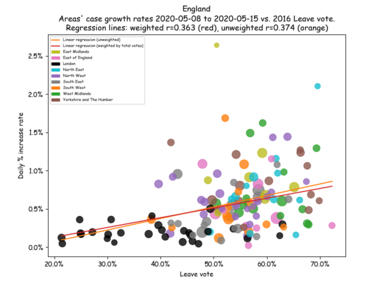 England
Areas' case growth rates 2020-05-08 to 2020-05-15 vs. 2016 Leave vote.
Regression lines: weighted r=0.363 (red), unweighted r=0.374 (orange)
Linear regression (unweighted)
Linear regression (weighted by total votes)
East Midlands
East of England
London
North East
North West
South East
South West
West Midlands
Yorkshire and The Humber
Daily % increase rate
2.5%
2.0%
1.5%
1.0%
0.5%
0.0%
20.0%
30.0%
40.0%
50.0%
60.0%
70.0%
Leave vote